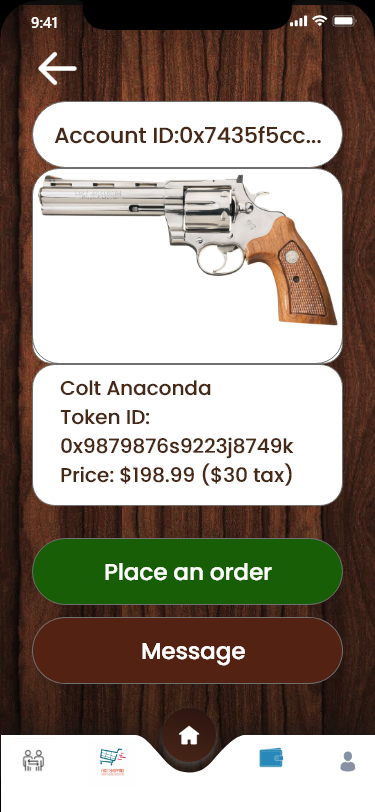 9:41
Account ID:0x7435f5cc...
Colt Anaconda
Token ID:
0x9879876s9223j8749k
Price: $198.99 ($30 tax)
Place an order
Message